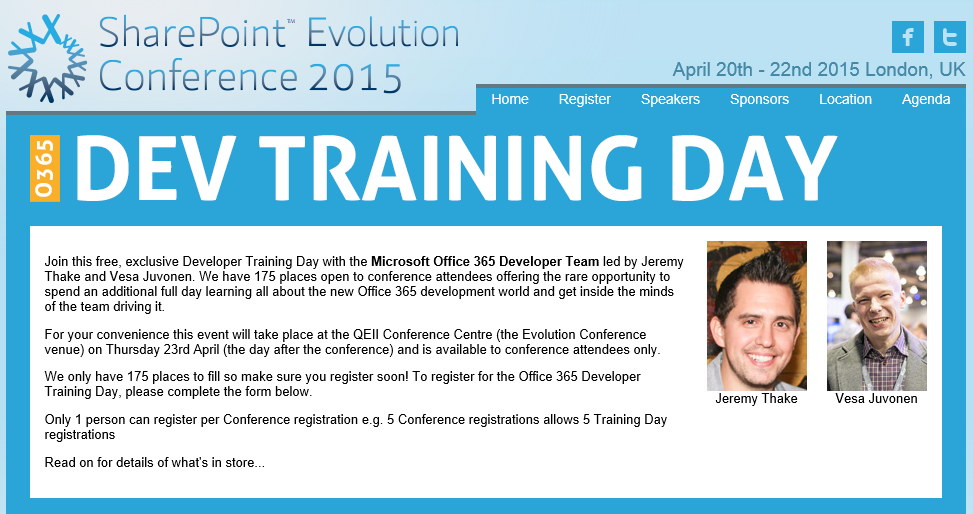 SharePoint™ Evolution
Conference 2015
April 20th - 22nd 2015 London, UK
Home Register Speakers Sponsors Location Agenda
O365 DEV TRAINING DAY
Join this free, exclusive Developer Training Day with the Microsoft Office 365 Developer Team led by Jeremy
Thake and Vesa Juvonen. We have 175 places open to conference attendees offering the rare opportunity to
spend an additional full day learning all about the new Office 365 development world and get inside the minds
of the team driving it.
For your convenience this event will take place at the QEII Conference Centre (the Evolution Conference
venue) on Thursday 23rd April (the day after the conference) and is available to conference attendees only.
We only have 175 places to fill so make sure you register soon! To register for the Office 365 Developer
Training Day, please complete the form below.
Only 1 person can register per Conference registration e.g. 5 Conference registrations allows 5 Training Day
registrations
Read on for details of what's in store...
Jeremy Thake
Vesa Juvonen